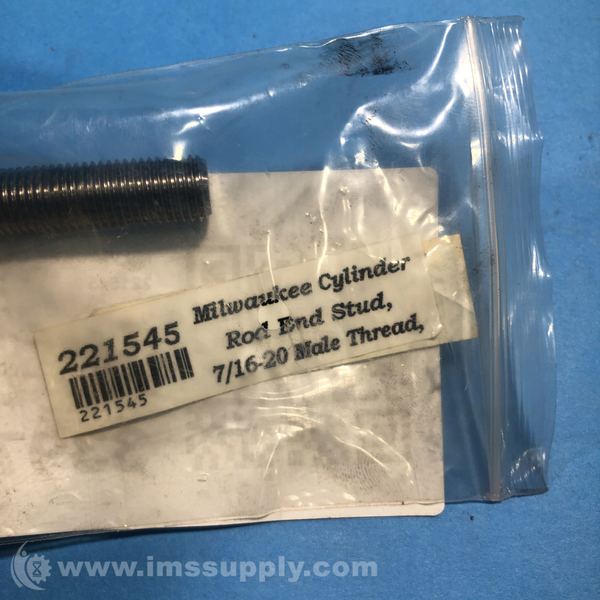 221545
221545
Milwaukee Cylinder
Rod End Stud,
7/16-20 Male Thread,
www.imssupply.com